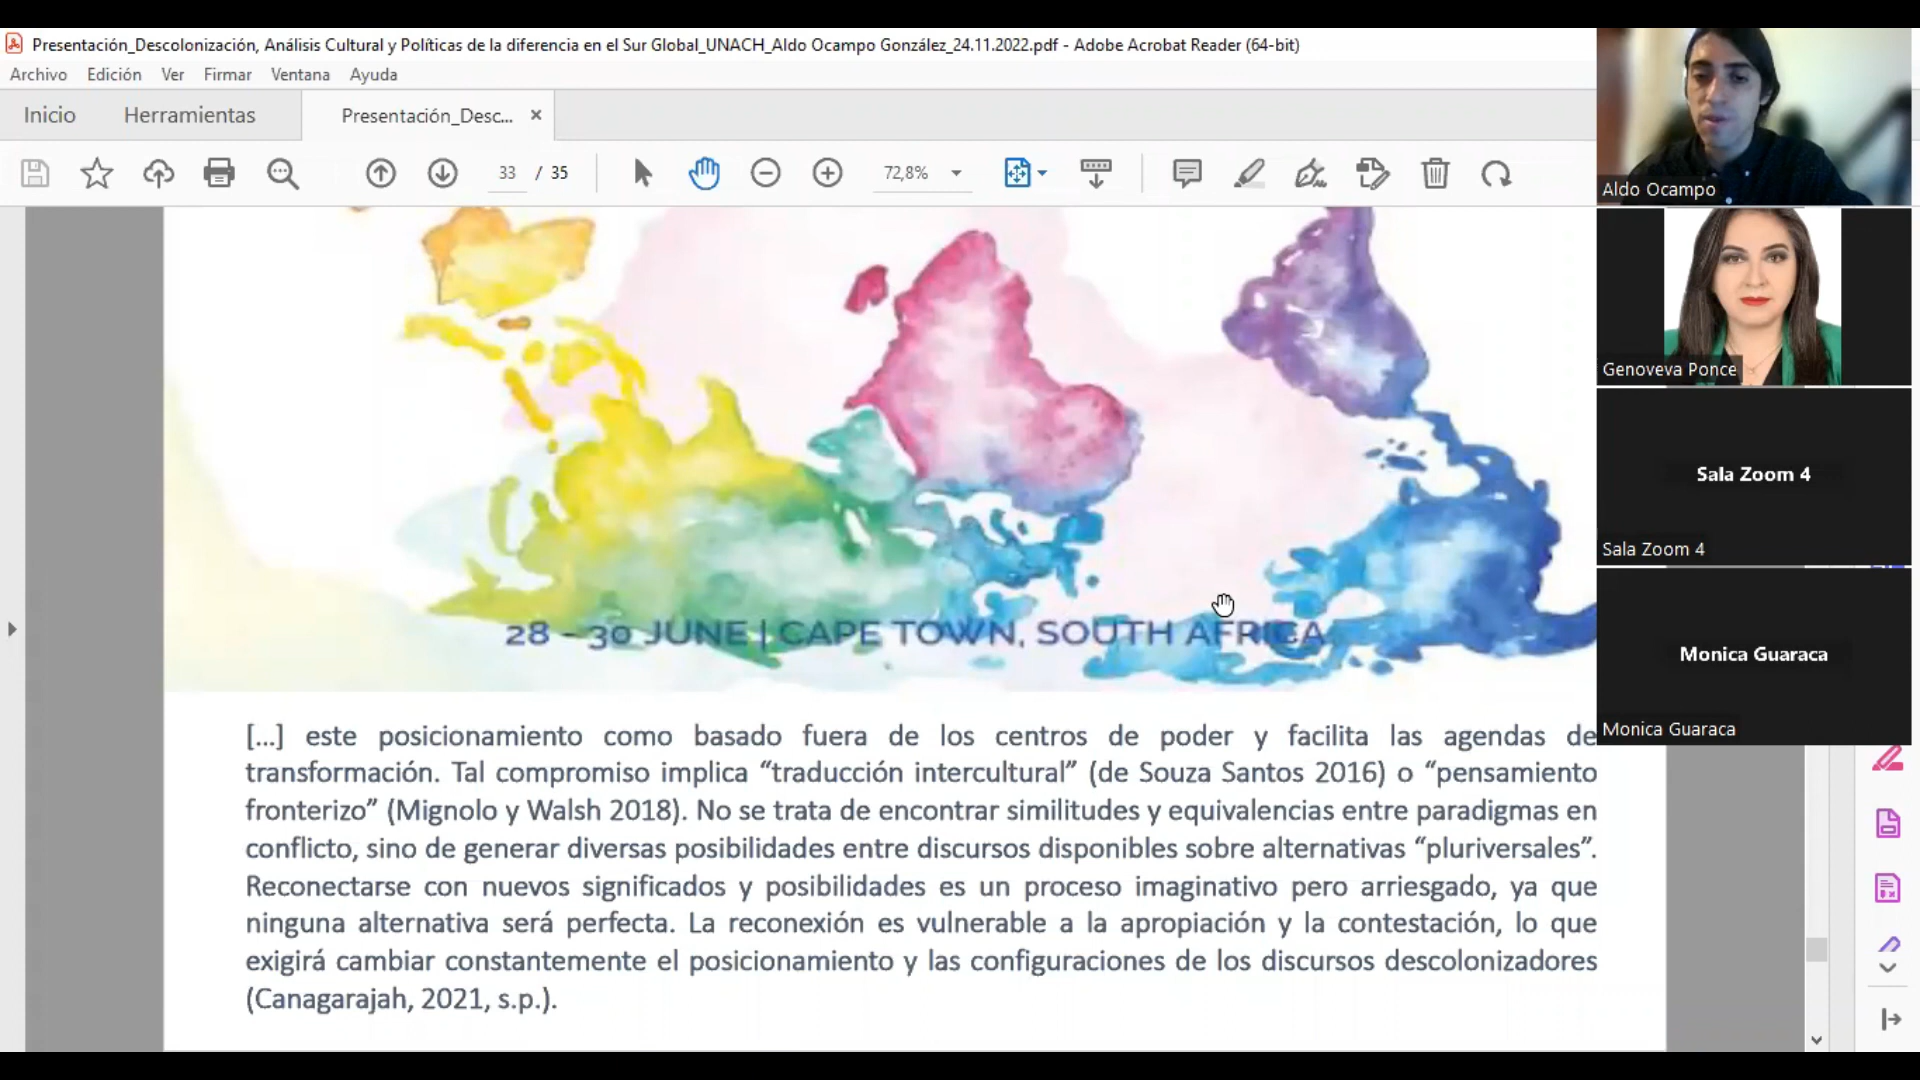 Presentación_Descolonización, Análisis Cultural y Políticas de la diferencia en el Sur Global_UNACH_Aldo Ocampo González_24.11.2022.pdf - Adobe Acrobat Reader (64-bit)
Archivo Edición Ver Firmar Ventana Ayuda
Inicio Herramientas Presentación_Desc... ×
33 / 35 72,8%
Aldo Ocampo
Genoveva Ponce
Sala Zoom 4
Sala Zoom 4
Monica Guaraca
Monica Guaraca
28 - 30 JUNE | CAPE TOWN, SOUTH AFRICA
[...] este posicionamiento como basado fuera de los centros de poder y facilita las agendas de
transformación. Tal compromiso implica “traducción intercultural” (de Souza Santos 2016) o “pensamiento
fronterizo” (Mignolo y Walsh 2018). No se trata de encontrar similitudes y equivalencias entre paradigmas en
conflicto, sino de generar diversas posibilidades entre discursos disponibles sobre alternativas “pluriversales”.
Reconectarse con nuevos significados y posibilidades es un proceso imaginativo pero arriesgado, ya que
ninguna alternativa será perfecta. La reconexión es vulnerable a la apropiación y la contestación, lo que
exigirá cambiar constantemente el posicionamiento y las configuraciones de los discursos descolonizadores
(Canagarajah, 2021, s.p.).